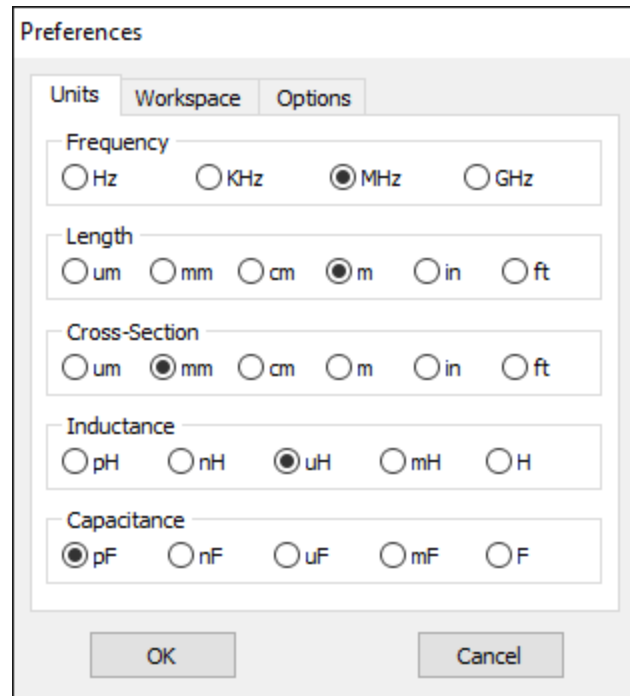 Preferences
Units Workspace Options
Frequency
Hz KHz MHz GHz
Length
um mm cm m in ft
Cross-Section
um mm cm m in ft
Inductance
pH nH uH mH H
Capacitance
pF nF uF mF F
OK Cancel